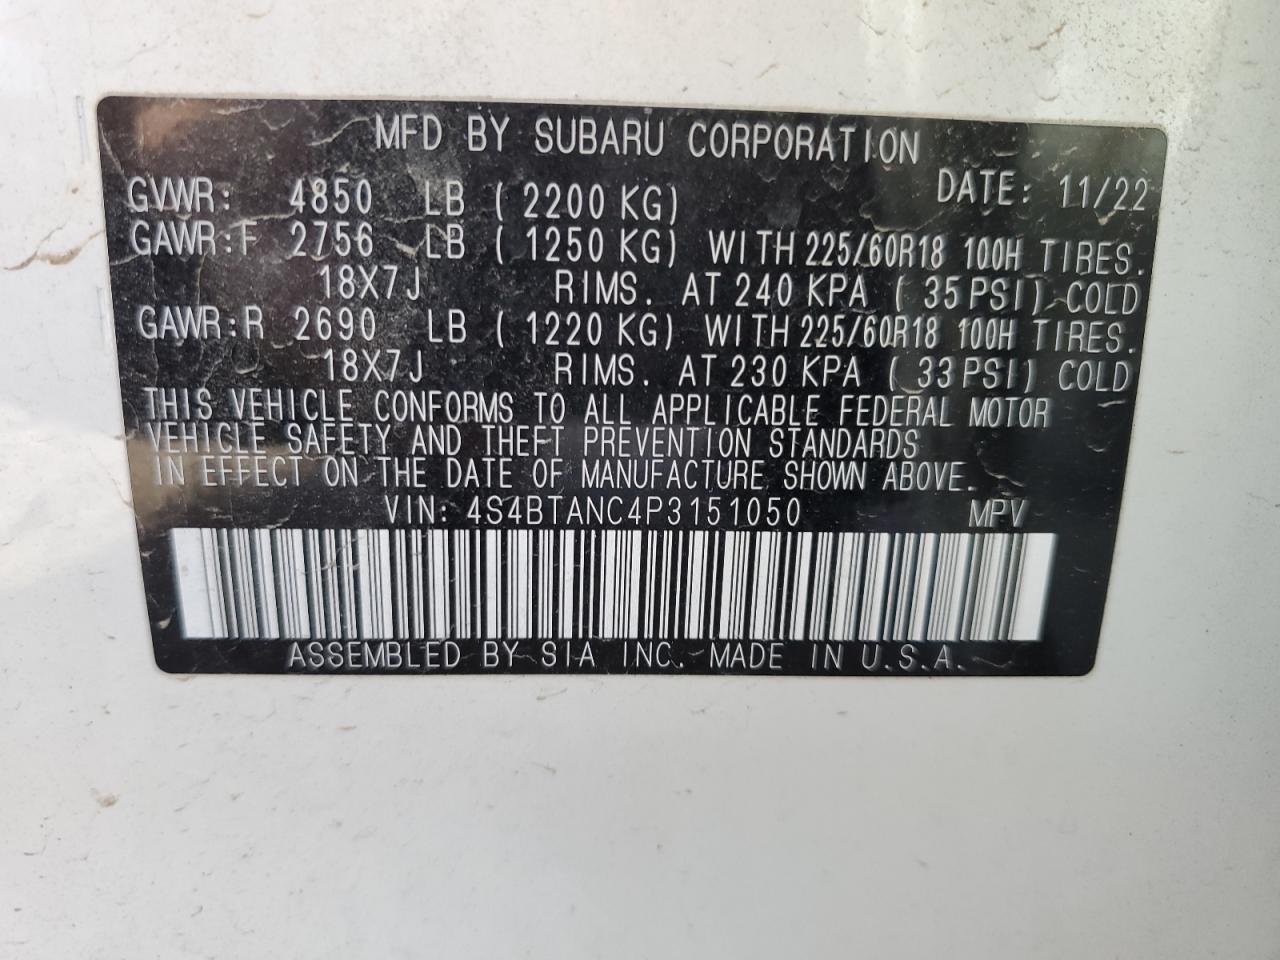 MFD BY SUBARU CORPORATION
GVWR: 4850 LB ( 2200 KG) DATE: 11/22
GAWR:F 2756 LB ( 1250 KG) WITH 225/60R18 100H TIRES.
18X7J RIMS. AT 240 KPA ( 35 PSI) COLD
GAWR:R 2690 LB ( 1220 KG) WITH 225/60R18 100H TIRES.
18X7J RIMS. AT 230 KPA ( 33 PSI) COLD
THIS VEHICLE CONFORMS TO ALL APPLICABLE FEDERAL MOTOR
VEHICLE SAFETY AND THEFT PREVENTION STANDARDS
IN EFFECT ON THE DATE OF MANUFACTURE SHOWN ABOVE.
VIN: 4S4BTANC4P3151050 MPV
ASSEMBLED BY SIA INC. MADE IN U.S.A.